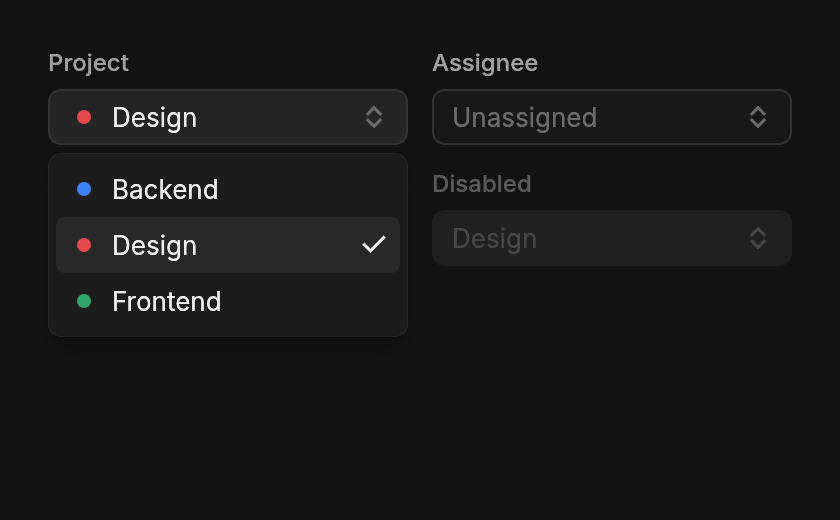 Project
Design
Backend
Design
Frontend
Assignee
Unassigned
Disabled
Design